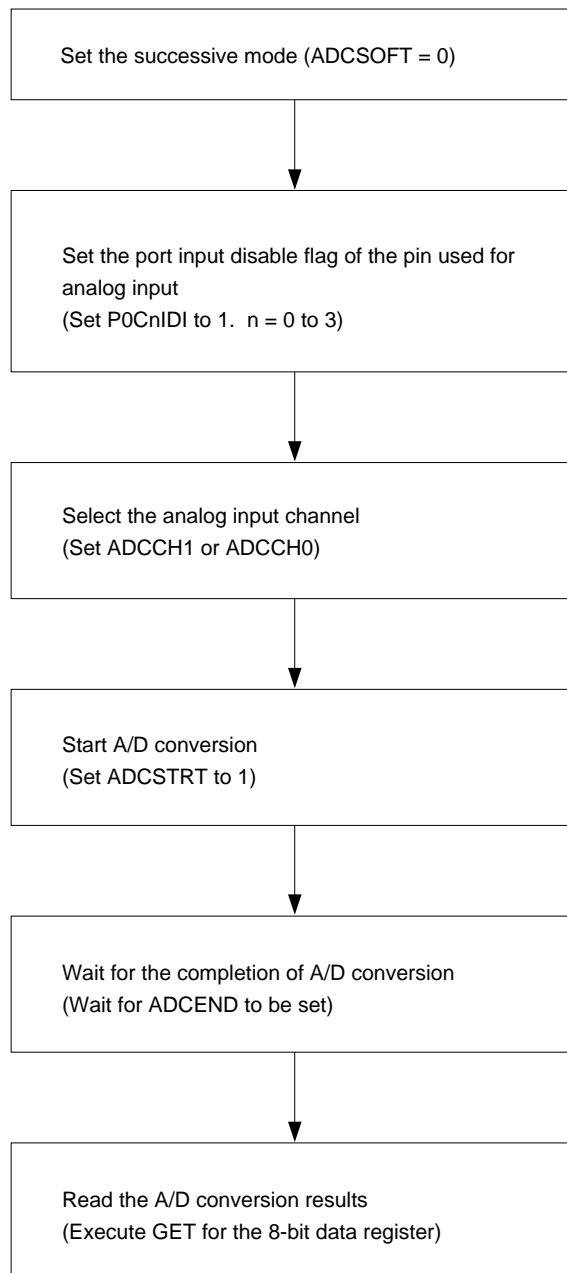 Set the successive mode (ADCSOFT = 0)
Set the port input disable flag of the pin used for
analog input
(Set P0CnIDI to 1.  n = 0 to 3)
Select the analog input channel
(Set ADCCH1 or ADCCH0)
Start A/D conversion
(Set ADCSTRT to 1)
Wait for the completion of A/D conversion
(Wait for ADCEND to be set)
Read the A/D conversion results
(Execute GET for the 8-bit data register)